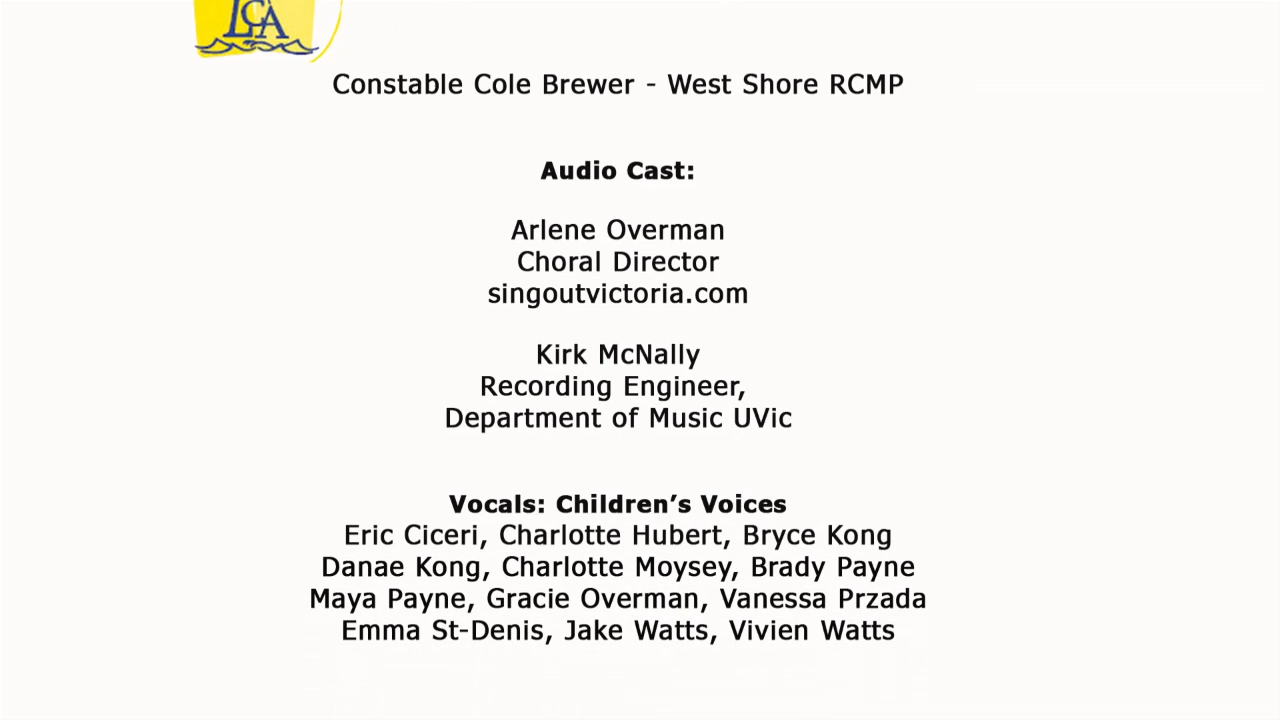 LCA
Constable Cole Brewer - West Shore RCMP
Audio Cast:
Arlene Overman
Choral Director
singoutvictoria.com
Kirk McNally
Recording Engineer,
Department of Music UVic
Vocals: Children's Voices
Eric Ciceri, Charlotte Hubert, Bryce Kong
Danae Kong, Charlotte Moysey, Brady Payne
Maya Payne, Gracie Overman, Vanessa Przada
Emma St-Denis, Jake Watts, Vivien Watts